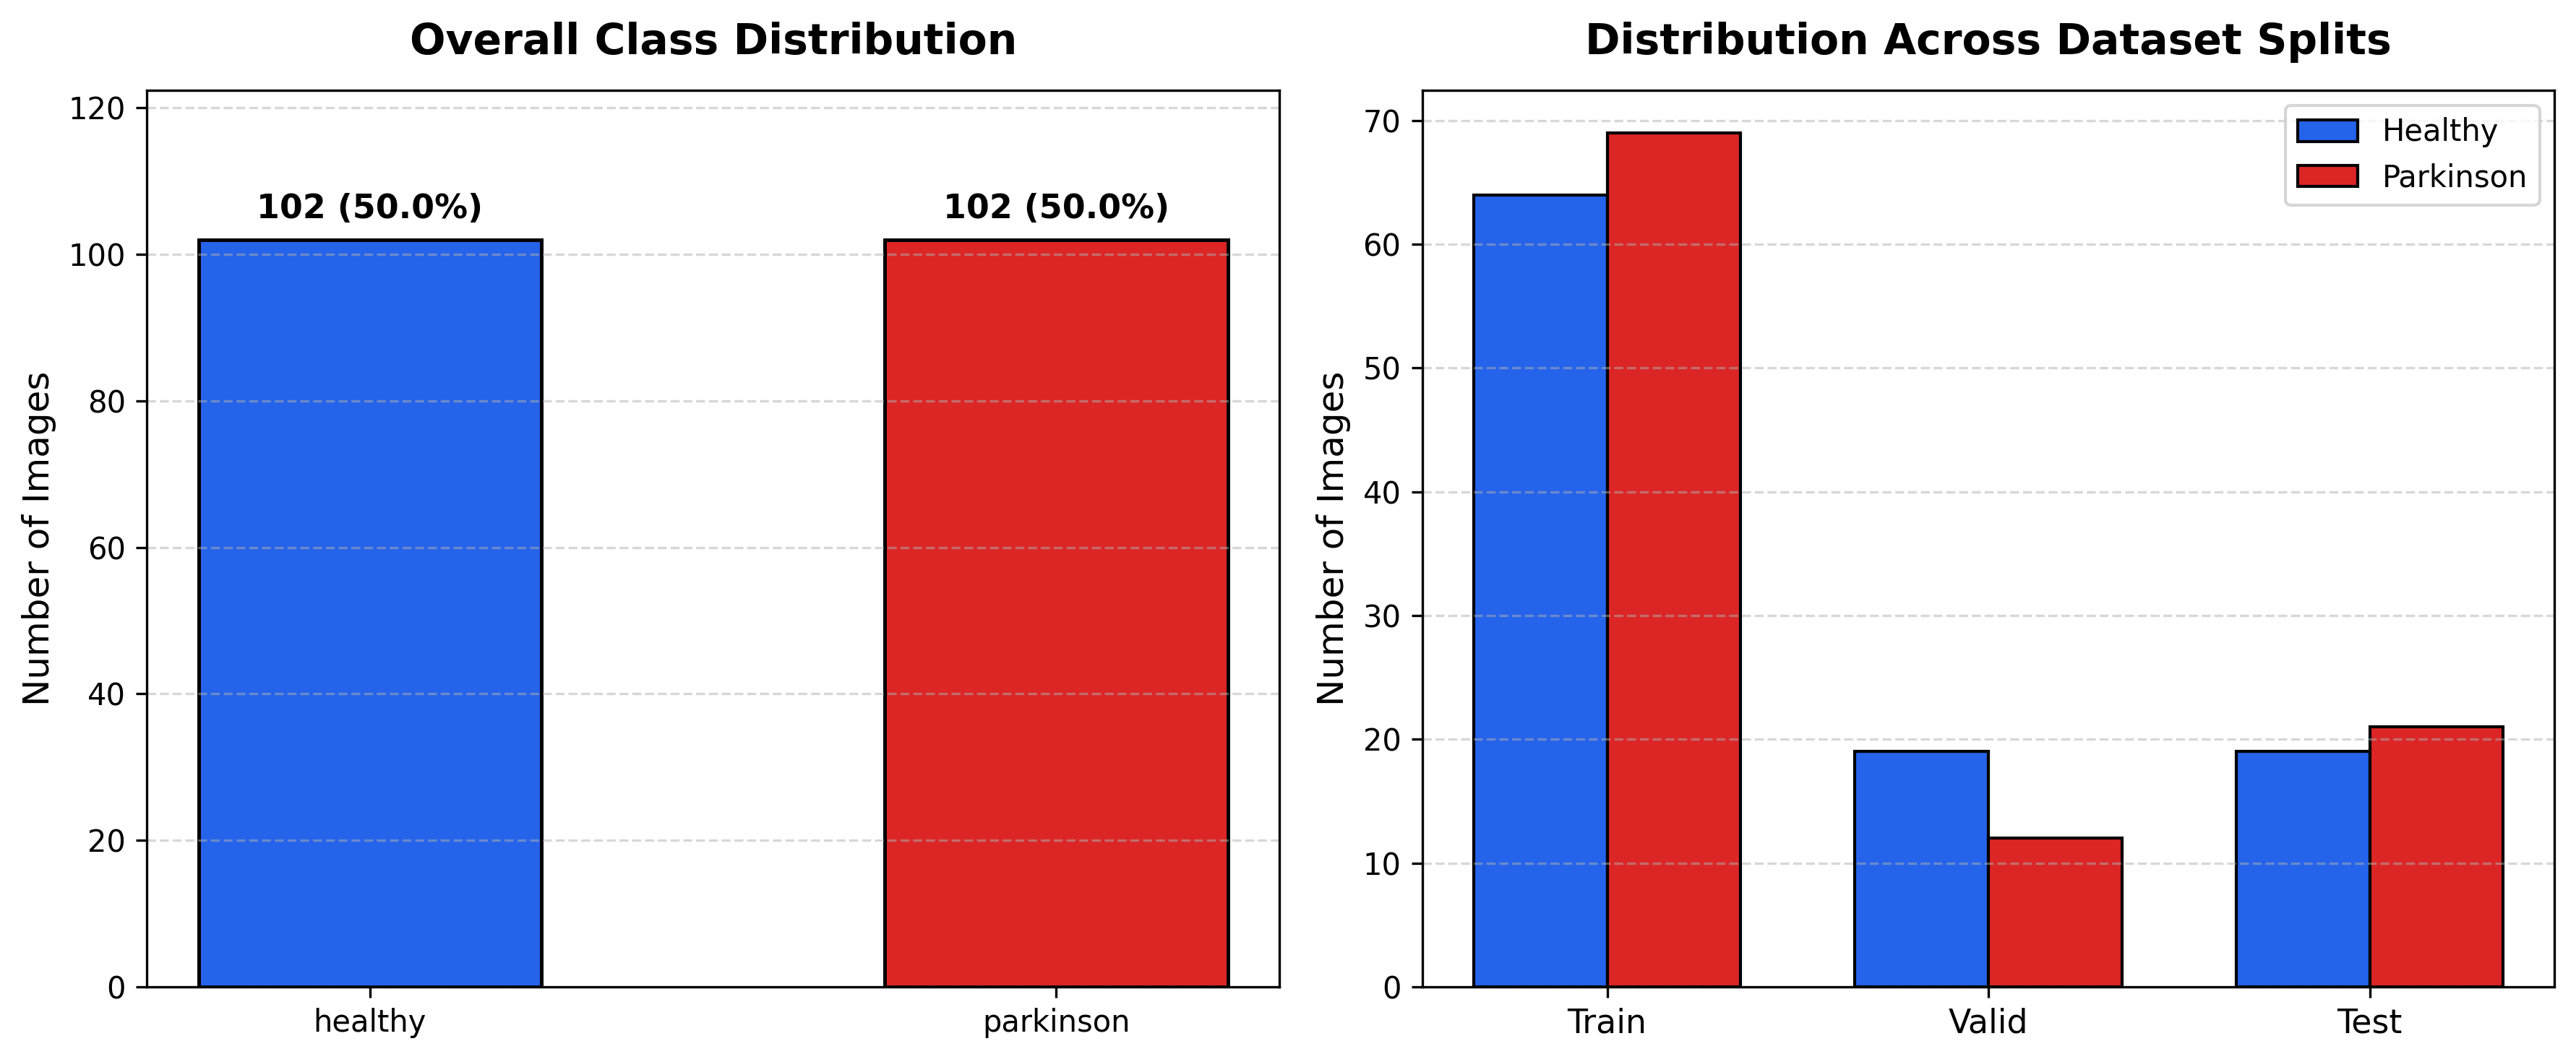 Overall Class Distribution
Number of Images
120
100
80
60
40
20
0
102 (50.0%)
102 (50.0%)
healthy
parkinson
Distribution Across Dataset Splits
Number of Images
70
60
50
40
30
20
10
0
Healthy
Parkinson
Train
Valid
Test